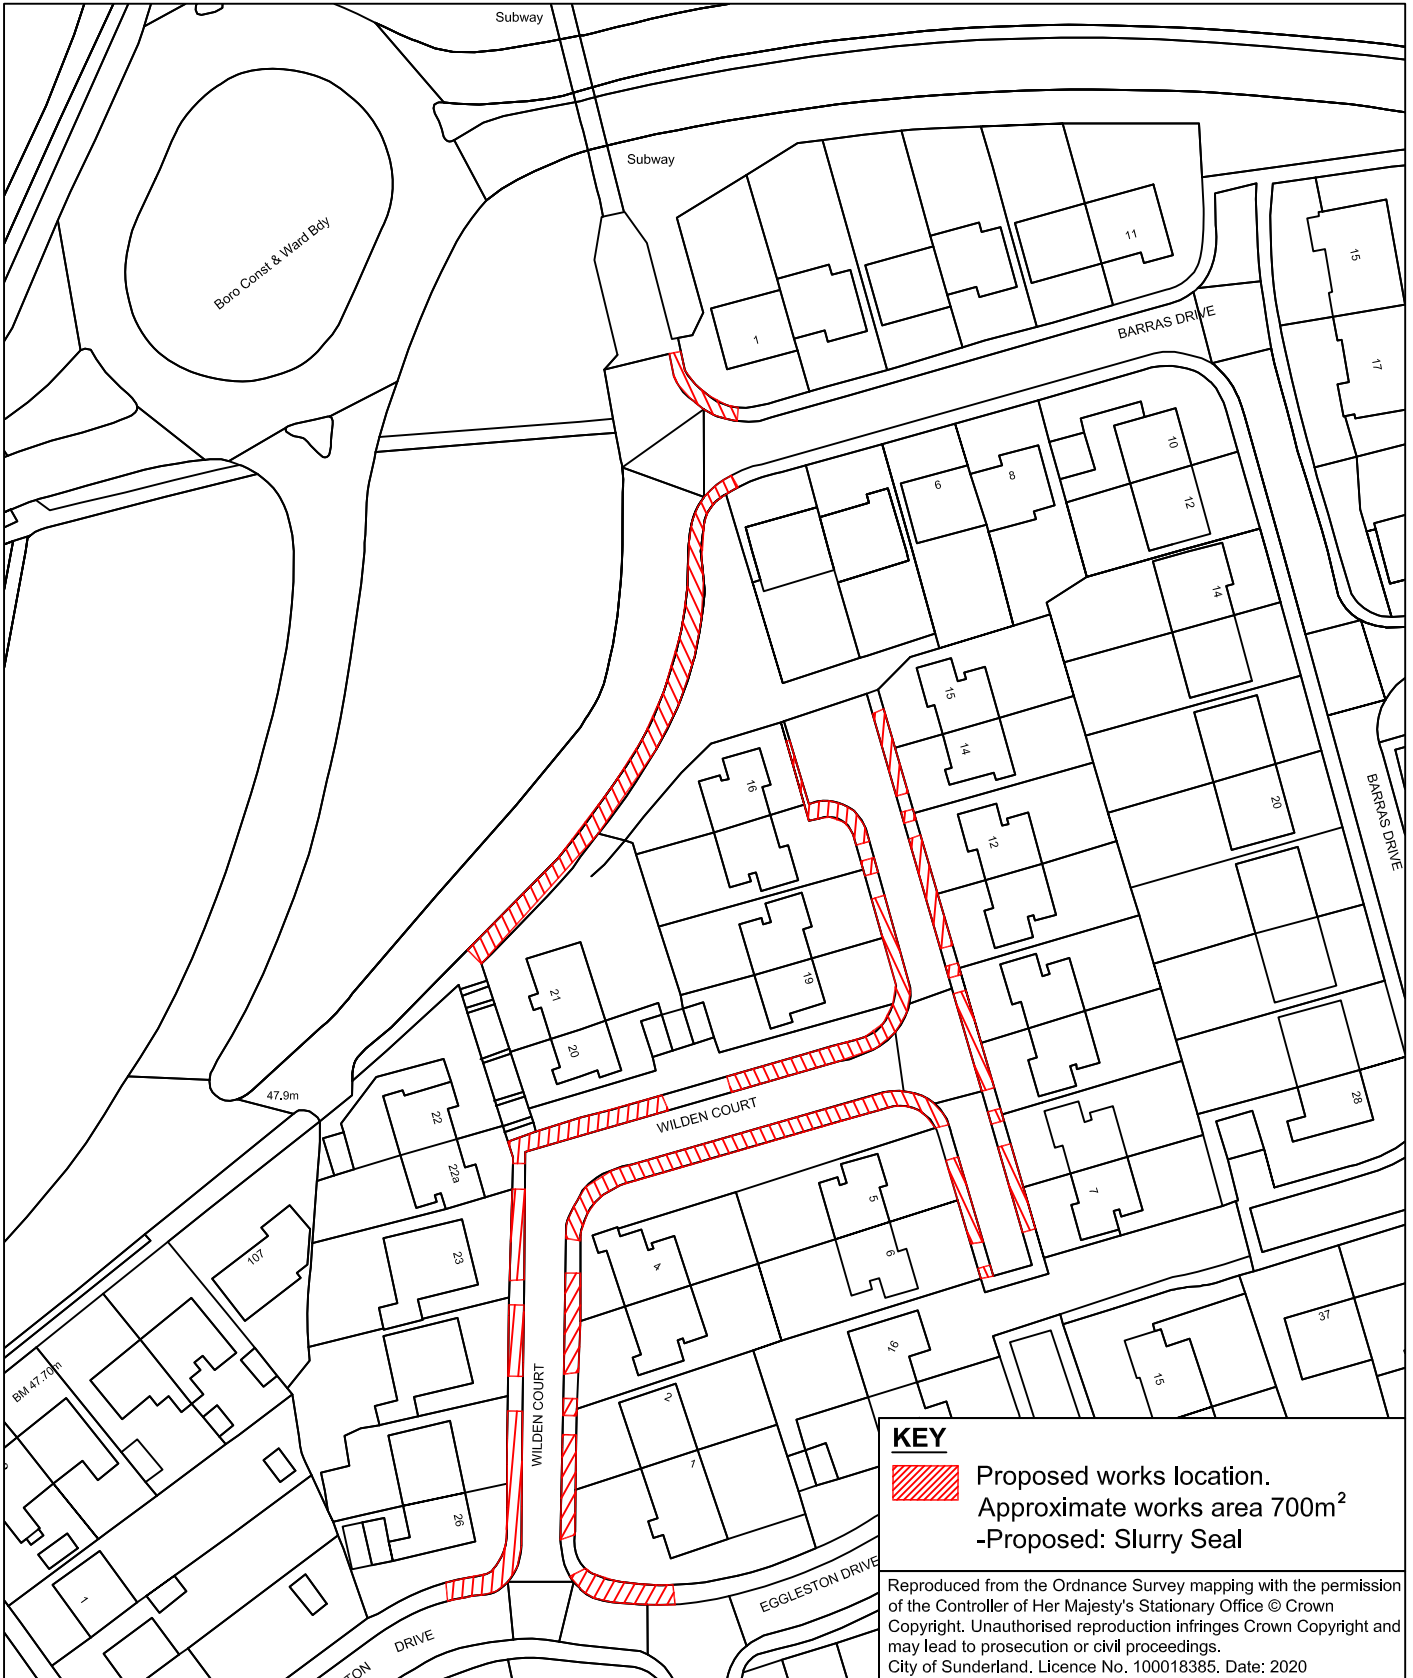 Subway
Subway
Boro Const & Ward Bdy
11
15
1
BARRAS DRIVE
17
10
6
8
12
14
15
14
16
20
BARRAS DRIVE
12
19
21
20
28
47.9m
22
WILDEN COURT
22a
7
5
107
23
4
6
37
BM 47.70m
16
15
2
WILDEN COURT
1
26
1
EGGLESTON DRIVE
DRIVE
TON
KEY
Proposed works location.
Approximate works area 700m²
-Proposed: Slurry Seal
Reproduced from the Ordnance Survey mapping with the permission
of the Controller of Her Majesty's Stationary Office © Crown
Copyright. Unauthorised reproduction infringes Crown Copyright and
may lead to prosecution or civil proceedings.
City of Sunderland. Licence No. 100018385. Date: 2020